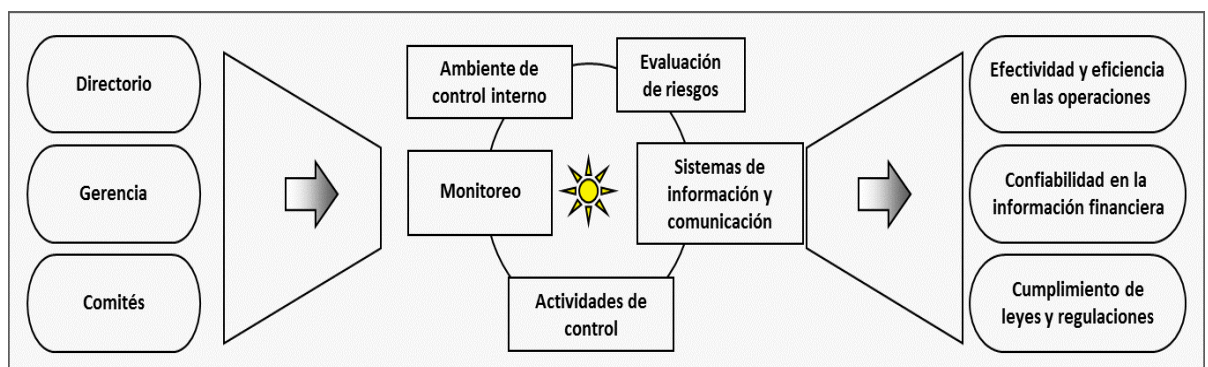 Directorio
Gerencia
Comités
Ambiente de
control interno
Evaluación
de riesgos
Monitoreo
Sistemas de
información y
comunicación
Actividades de
control
Efectividad y eficiencia
en las operaciones
Confiabilidad en la
información financiera
Cumplimiento de
leyes y regulaciones